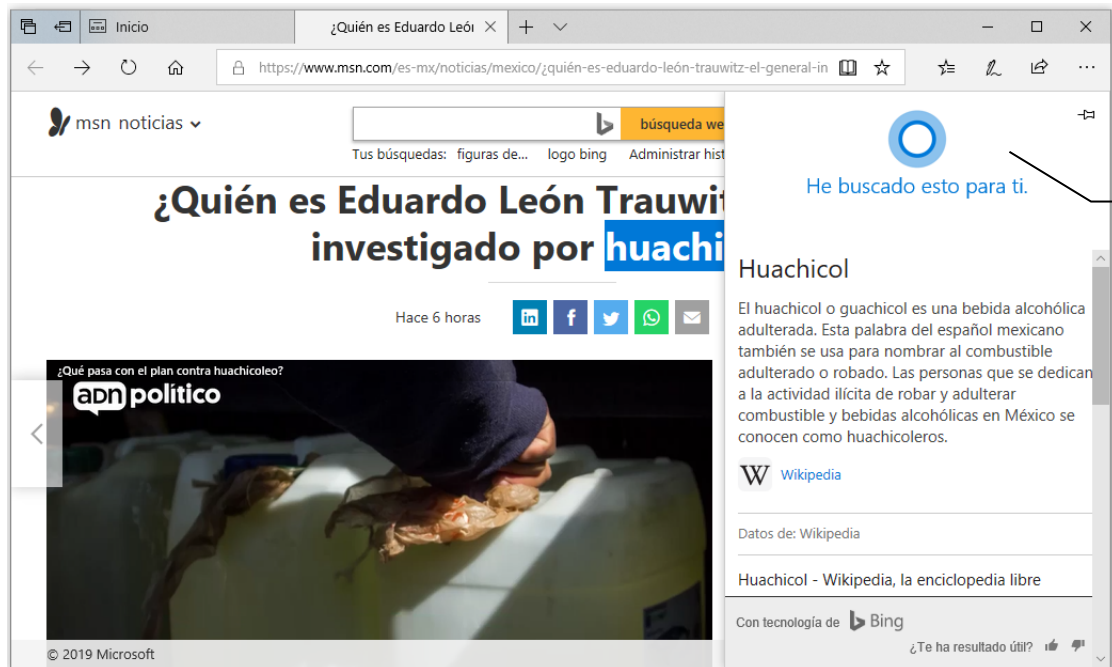 Inicio
¿Quién es Eduardo León
https://www.msn.com/es-mx/noticias/mexico/¿quién-es-eduardo-león-trauwitz-el-general-in
msn noticias
búsqueda we
Tus búsquedas: figuras de... logo bing Administrar hist
¿Quién es Eduardo León Trauwit
investigado por huachi
Hace 6 horas
¿Qué pasa con el plan contra huachicoleo?
adn político
© 2019 Microsoft
He buscado esto para ti.
Huachicol
El huachicol o guachicol es una bebida alcohólica
adulterada. Esta palabra del español mexicano
también se usa para nombrar al combustible
adulterado o robado. Las personas que se dedican
a la actividad ilícita de robar y adulterar
combustible y bebidas alcohólicas en México se
conocen como huachicoleros.
W Wikipedia
Datos de: Wikipedia
Huachicol - Wikipedia, la enciclopedia libre
Con tecnología de Bing
¿Te ha resultado útil?